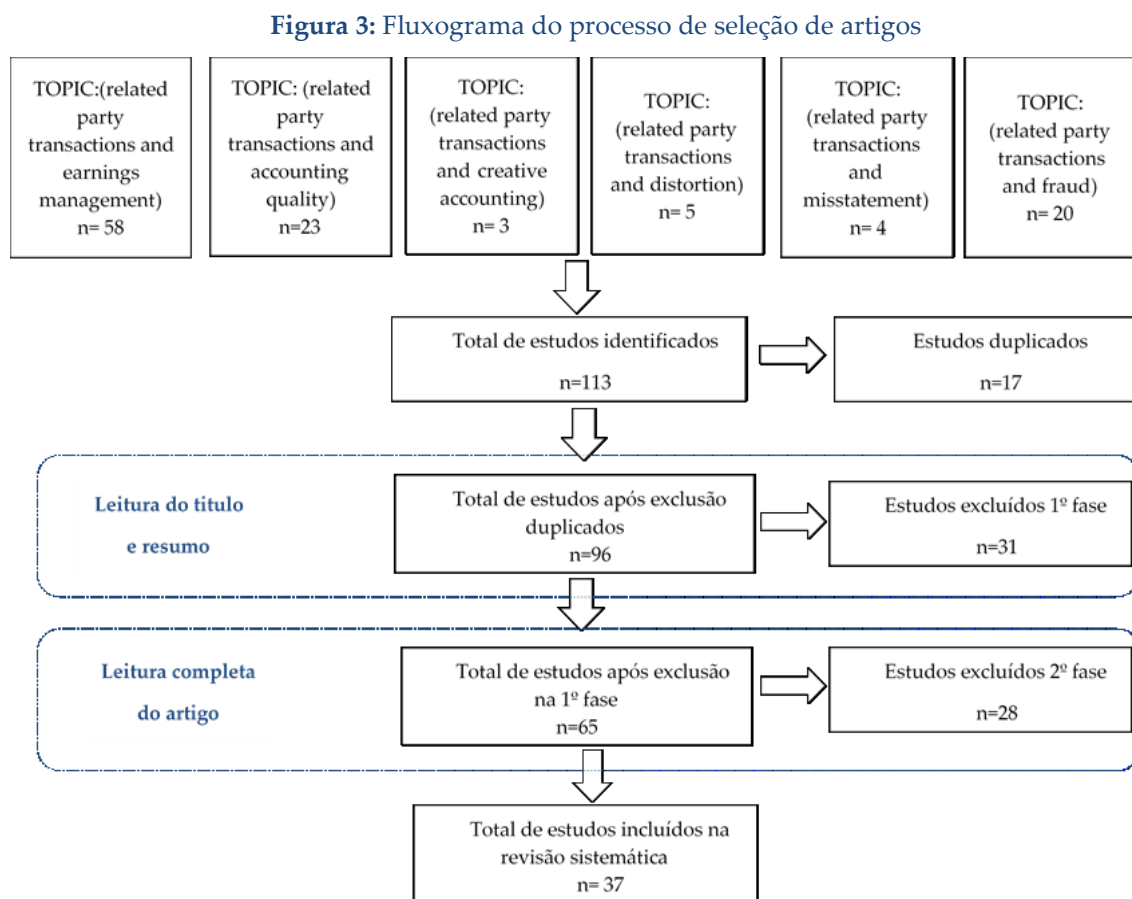 Figura 3: Fluxograma do processo de seleção de artigos
TOPIC:(related
party
transactions and
earnings
management)
n= 58
TOPIC: (related
party
transactions and
accounting
quality)
n=23
TOPIC:
(related party
transactions
and creative
accounting)
n= 3
TOPIC:
(related party
transactions
and distortion)
n= 5
TOPIC:
(related party
transactions
and
misstatement)
n= 4
TOPIC:
(related party
transactions
and fraud)
n= 20
Total de estudos identificados
n=113
Estudos duplicados
n=17
Leitura do titulo
e resumo
Total de estudos após exclusão
duplicados
n=96
Estudos excluídos 1º fase
n=31
Leitura completa
do artigo
Total de estudos após exclusão
na 1º fase
n=65
Estudos excluídos 2º fase
n=28
Total de estudos incluídos na
revisão sistemática
n= 37